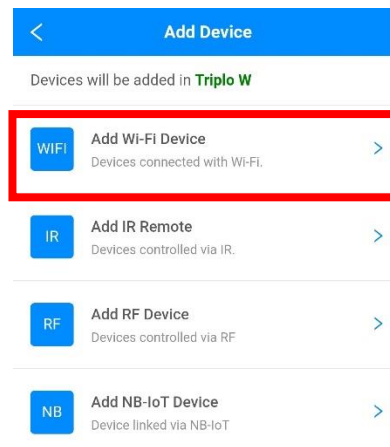 Add Device
Devices will be added in Triplo W
WIFI
Add Wi-Fi Device
Devices connected with Wi-Fi.
IR
Add IR Remote
Devices controlled via IR.
RF
Add RF Device
Devices controlled via RF
NB
Add NB-IoT Device
Device linked via NB-IoT